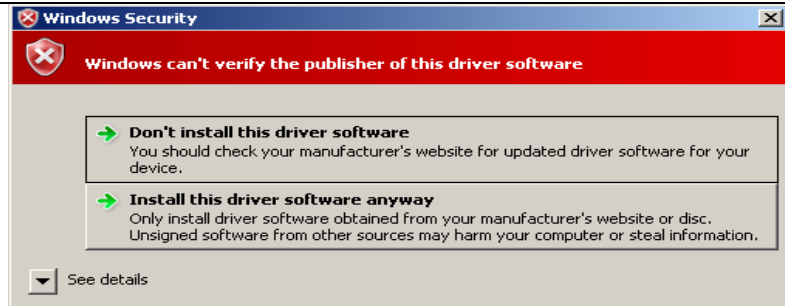 Windows Security
Windows can't verify the publisher of this driver software
Don't install this driver software
You should check your manufacturer's website for updated driver software for your
device.
Install this driver software anyway
Only install driver software obtained from your manufacturer's website or disc.
Unsigned software from other sources may harm your computer or steal information.
See details